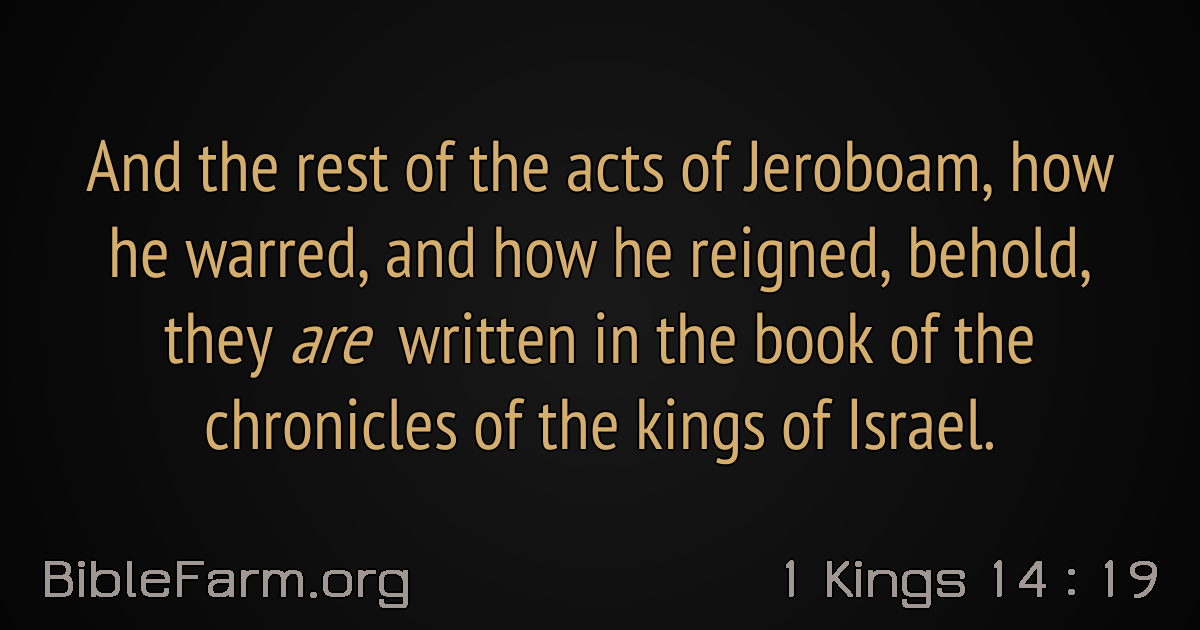 And the rest of the acts of Jeroboam, how
he warred, and how he reigned, behold,
they are written in the book of the
chronicles of the kings of Israel.
BibleFarm.org
1 Kings 14 : 19